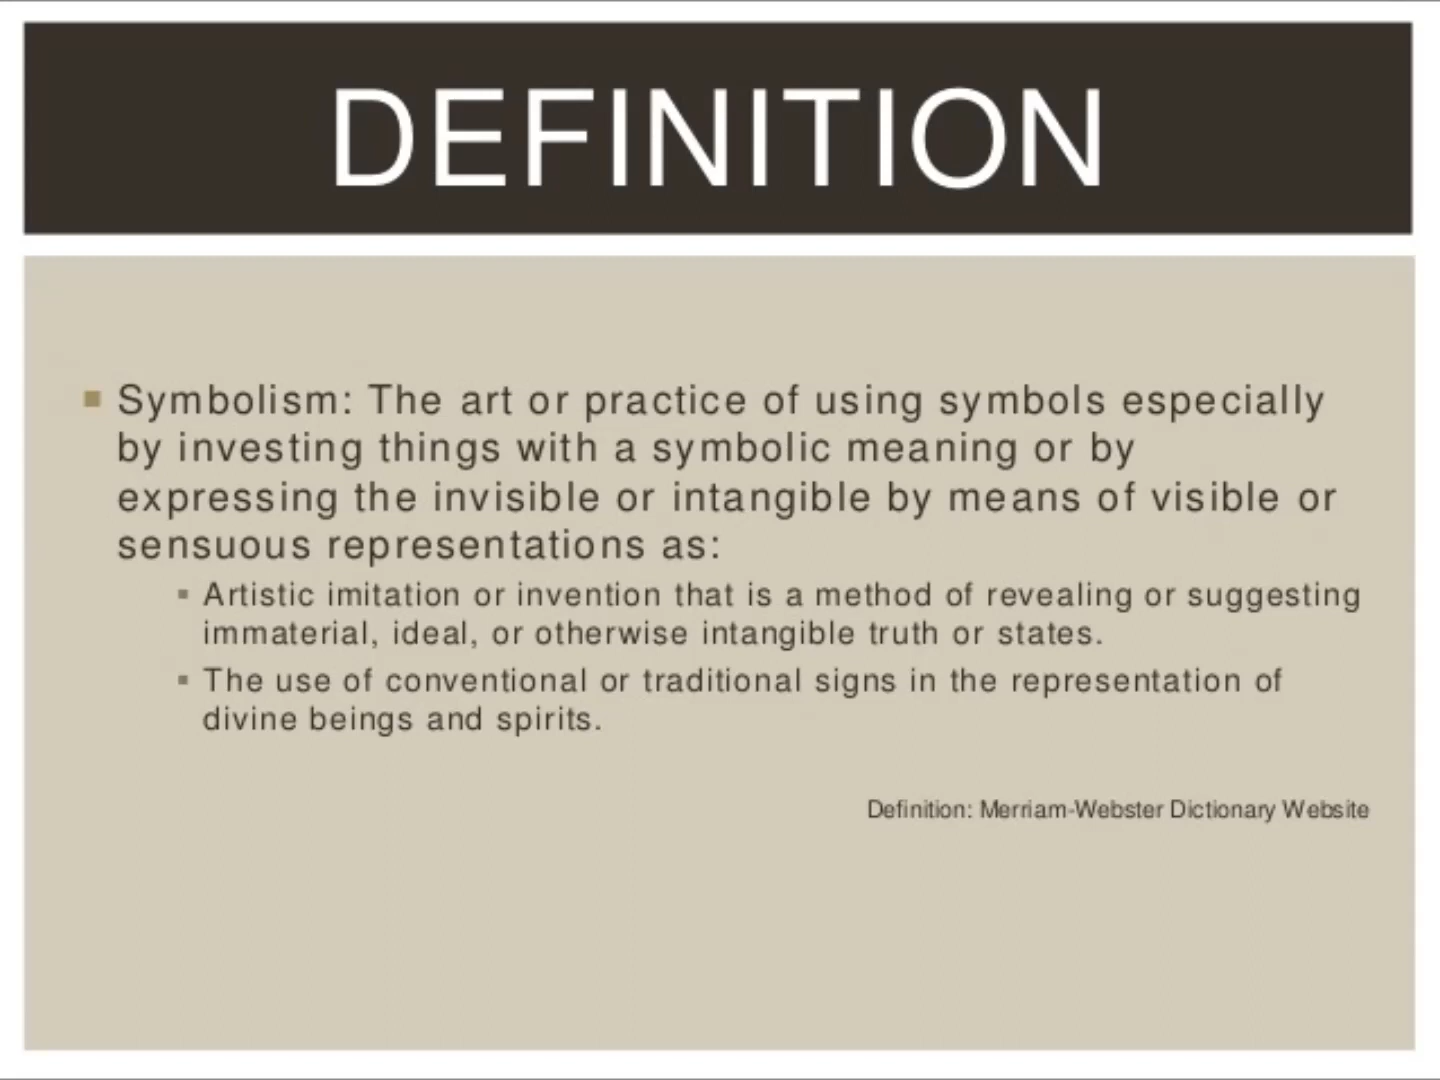 DEFINITION
Symbolism: The art or practice of using symbols especially
by investing things with a symbolic meaning or by
expressing the invisible or intangible by means of visible or
sensuous representations as:
Artistic imitation or invention that is a method of revealing or suggesting
immaterial, ideal, or otherwise intangible truth or states.
The use of conventional or traditional signs in the representation of
divine beings and spirits.
Definition: Merriam-Webster Dictionary Website